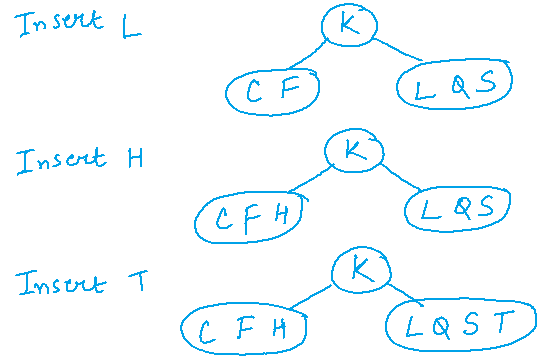 Insert L
K
C F
L Q S
Insert H
K
C F H
L Q S
Insert T
K
C F H
L Q S T